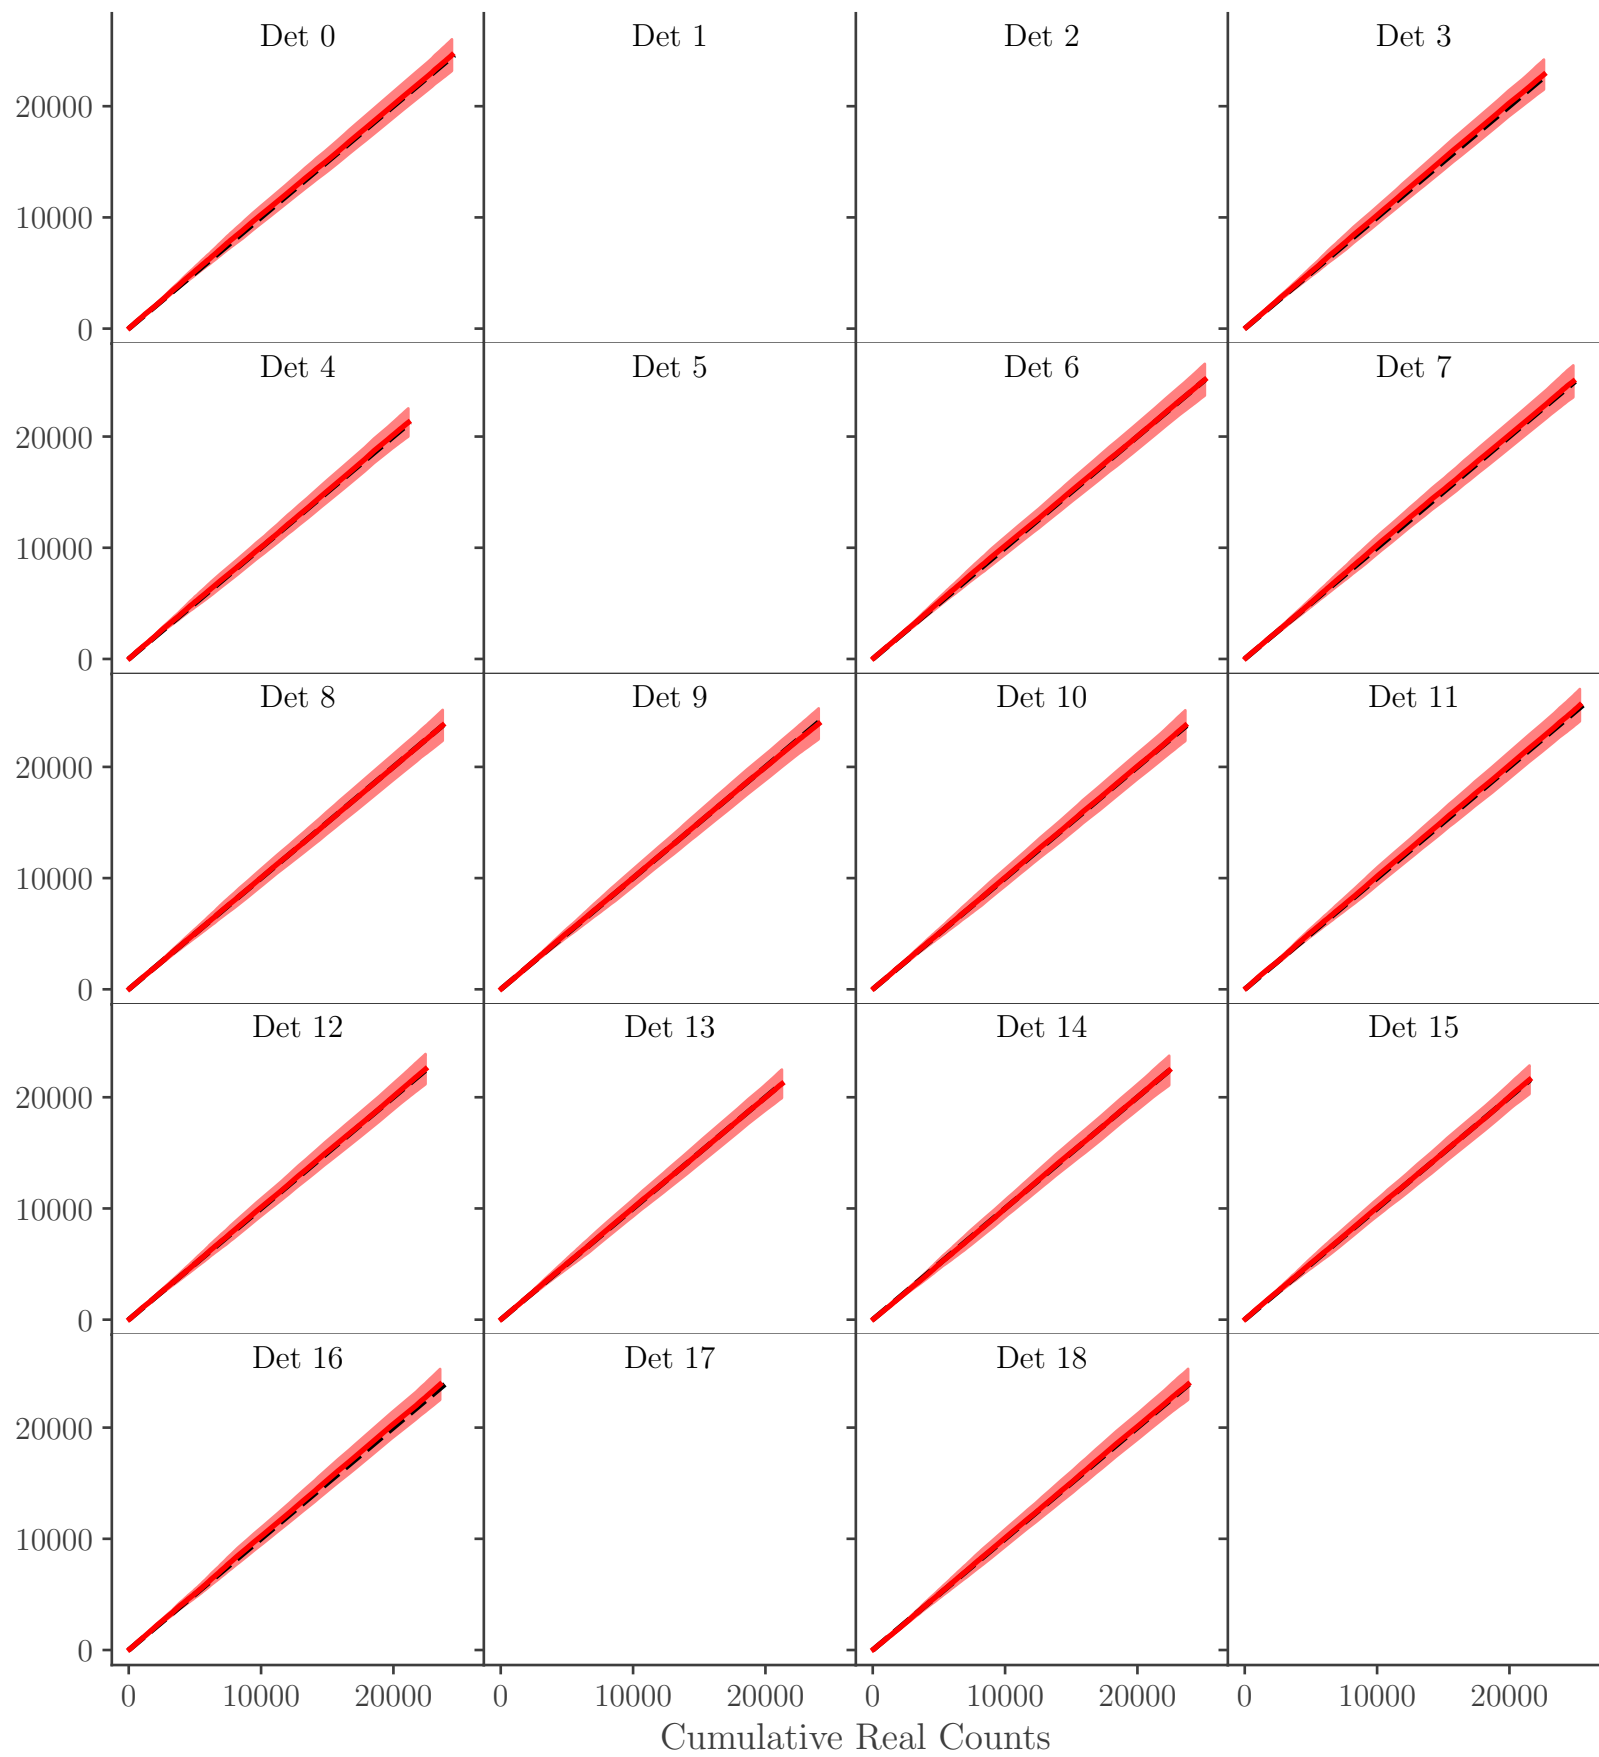 Det 0 Det 1 Det 2 Det 3
20000
10000
0
Det 4 Det 5 Det 6 Det 7
20000
10000
0
Det 8 Det 9 Det 10 Det 11
20000
10000
0
Det 12 Det 13 Det 14 Det 15
20000
10000
0
Det 16 Det 17 Det 18
20000
10000
0
0 10000 20000 0 10000 20000 0 10000 20000 0 10000 20000
Cumulative Real Counts